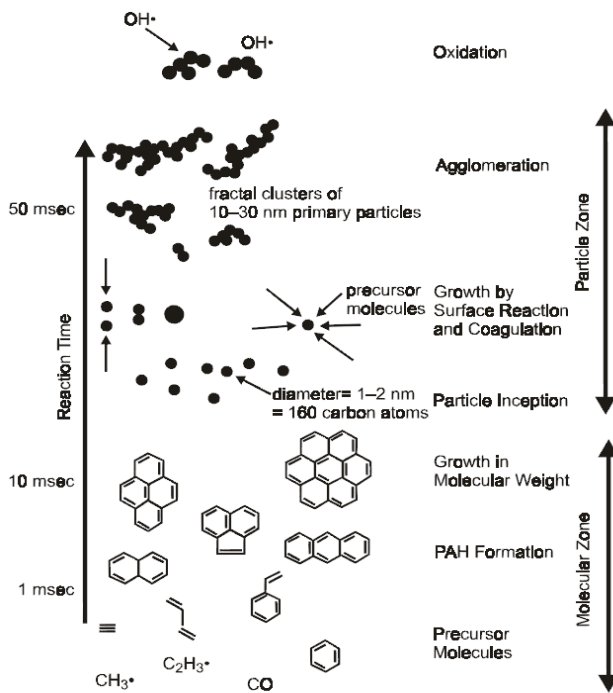 OH•
OH•
Oxidation
Agglomeration
50 msec
fractal clusters of
10–30 nm primary particles
Particle Zone
Reaction Time
precursor
molecules
Growth by
Surface Reaction
and Coagulation
diameter= 1–2 nm
= 160 carbon atoms
Particle Inception
10 msec
Growth in
Molecular Weight
PAH Formation
Molecular Zone
1 msec
Precursor
Molecules
C₂H₃•
CH₃•
CO